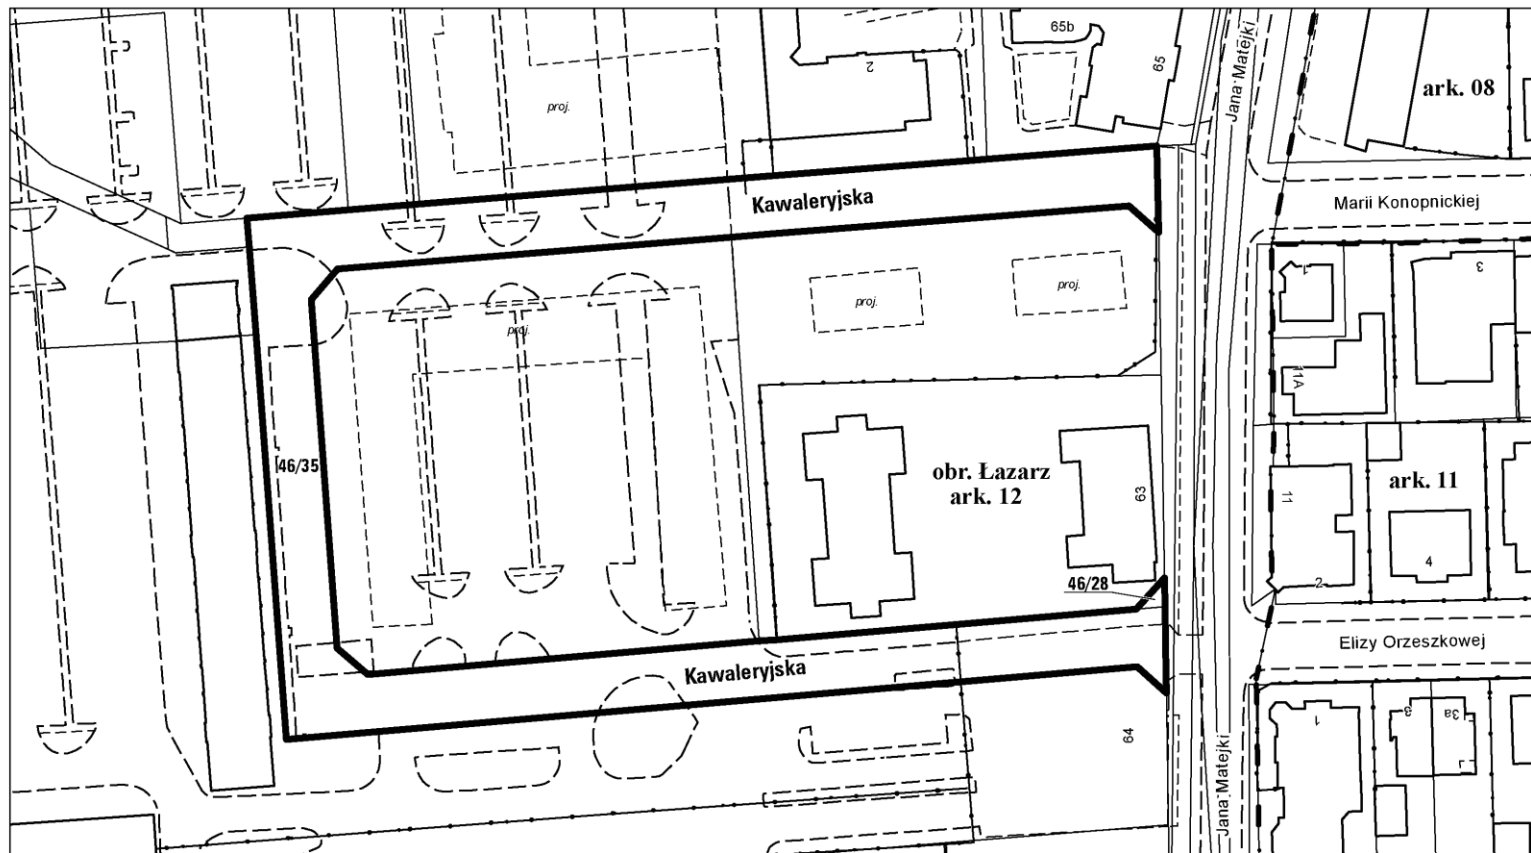 65b
65
Jana Matejki
ark. 08
2
proj.
Kawaleryjska
Marii Konopnickiej
1
3
proj.
proj.
proj.
11A
46/35
obr. Łazarz
ark. 12
63
11
ark. 11
46/28
2
4
Elizy Orzeszkowej
Kawaleryjska
64
Jana Matejki
1
3
3a